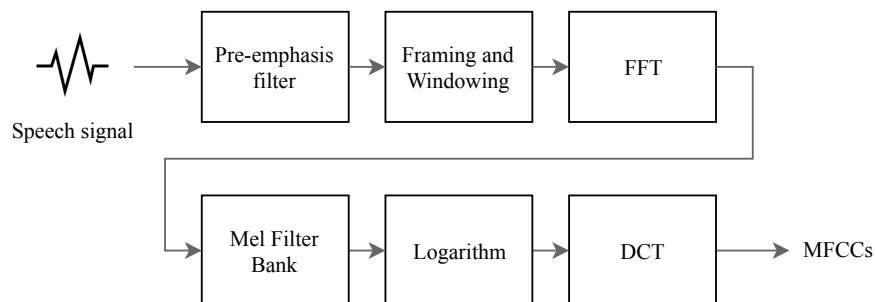 Pre-emphasis
filter
Framing and
Windowing
FFT
Speech signal
Mel Filter
Bank
Logarithm
DCT
MFCCs